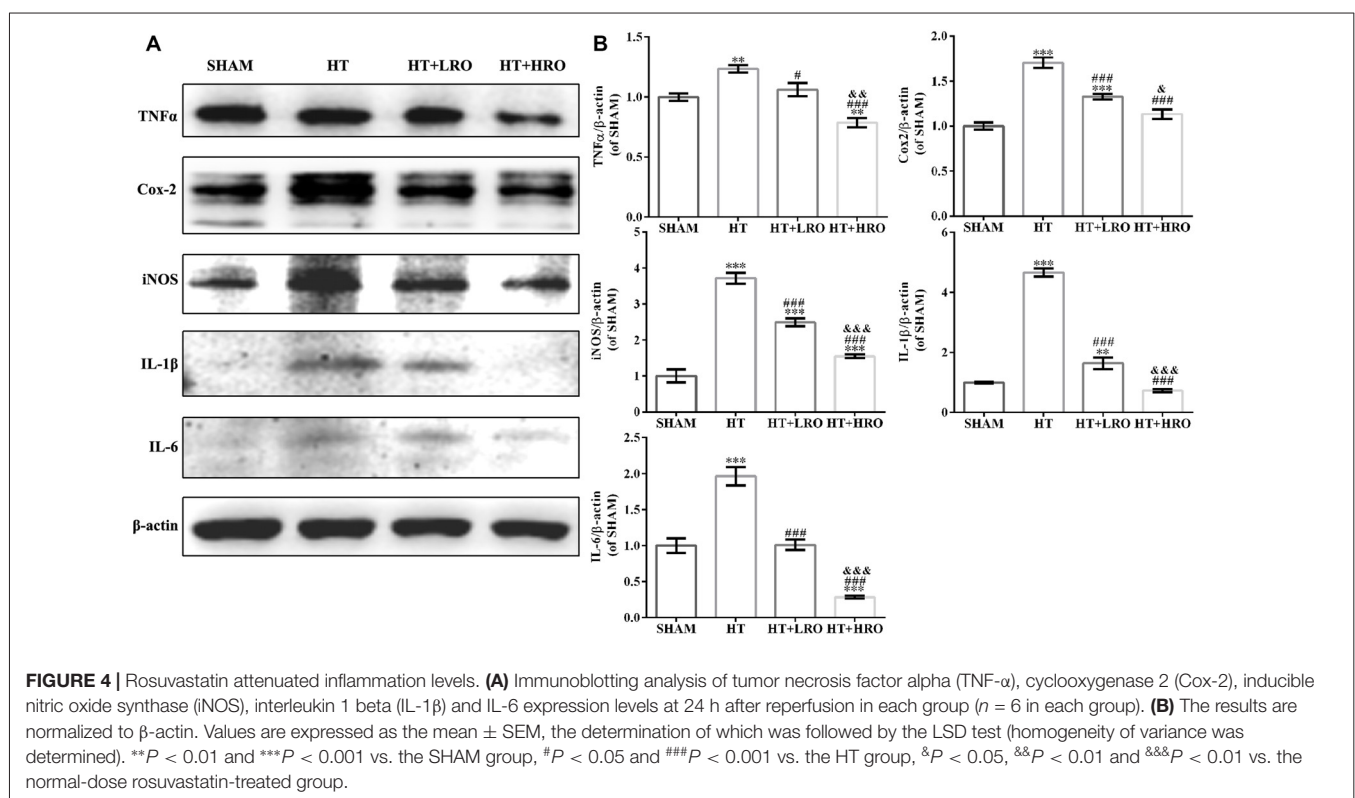 A
SHAM HT HT+LRO HT+HRO
TNFα
Cox-2
iNOS
IL-1β
IL-6
β-actin
B
TNFα/β-actin
(of SHAM)
1.5
1.0
0.5
0.0
**
#
&&
###
**
SHAM HT HT+LRO HT+HRO
Cox2/β-actin
(of SHAM)
2.0
1.5
1.0
0.5
0.0
***
###
***
&
###
SHAM HT HT+LRO HT+HRO
iNOS/β-actin
(of SHAM)
5
4
3
2
1
0
***
###
***
&&&
###
***
SHAM HT HT+LRO HT+HRO
IL-1β/β-actin
(of SHAM)
6
4
2
0
***
###
**
&&&
###
SHAM HT HT+LRO HT+HRO
IL-6/β-actin
(of SHAM)
2.5
2.0
1.5
1.0
0.5
0.0
***
###
&&&
###
***
SHAM HT HT+LRO HT+HRO
FIGURE 4 | Rosuvastatin attenuated inflammation levels. (A) Immunoblotting analysis of tumor necrosis factor alpha (TNF-α), cyclooxygenase 2 (Cox-2), inducible
nitric oxide synthase (iNOS), interleukin 1 beta (IL-1β) and IL-6 expression levels at 24 h after reperfusion in each group (n = 6 in each group). (B) The results are
normalized to β-actin. Values are expressed as the mean ± SEM, the determination of which was followed by the LSD test (homogeneity of variance was
determined). **P < 0.01 and ***P < 0.001 vs. the SHAM group, #P < 0.05 and ###P < 0.001 vs. the HT group, &P < 0.05, &&P < 0.01 and &&&P < 0.01 vs. the
normal-dose rosuvastatin-treated group.